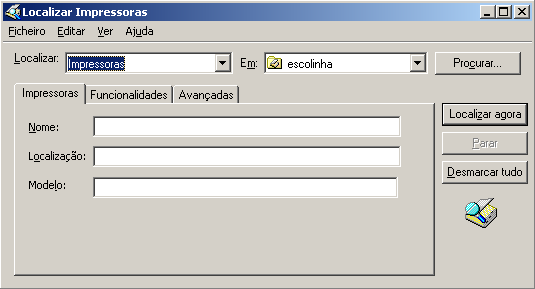 Localizar Impressoras
Ficheiro Editar Ver Ajuda
Localizar: Impressoras Em: escolinha Procurar...
Impressoras Funcionalidades Avançadas
Localizar agora
Nome:
Parar
Localização:
Desmarcar tudo
Modelo: